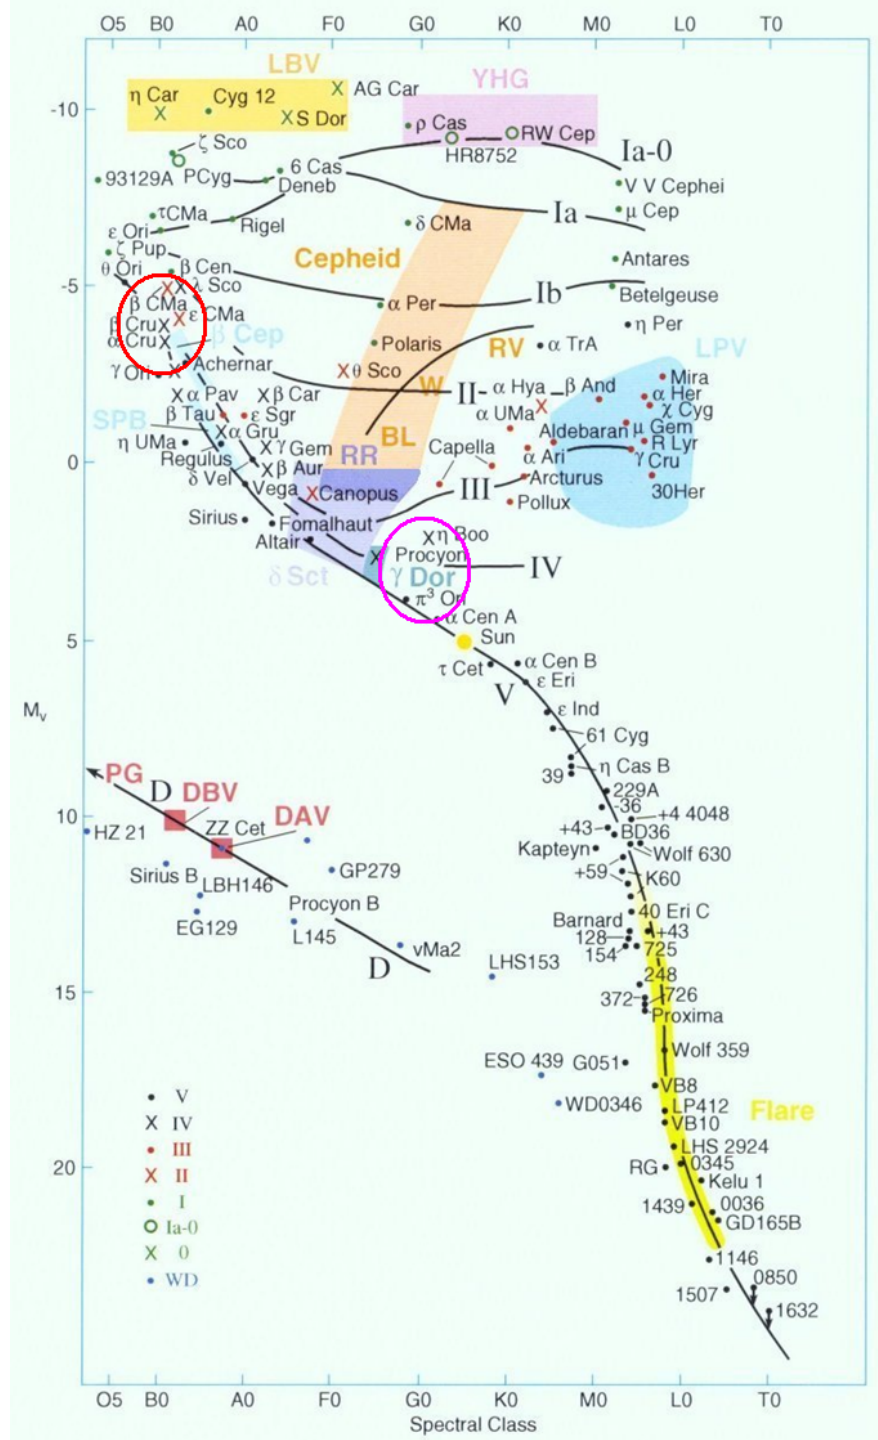 O5 B0 A0 F0 G0 K0 M0 L0 T0
LBV
η Car
Cyg 12
AG Car
YHG
-10
S Dor
ρ Cas
RW Cep
ζ Sco
HR8752
Ia-0
93129A
PCyg
6 Cas
Deneb
V V Cephei
τCMa
Rigel
Ia
μ Cep
ε Ori
δ CMa
ζ Pup
Cepheid
Antares
θ Ori
β Cen
-5
λ Sco
Ib
Betelgeuse
β CMa
α Per
β Cru
ε CMa
η Per
α Cru
β Cep
Polaris
RV
α TrA
LPV
γ Ori
Achernar
θ Sco
Mira
W
II
α Hya
β And
α Her
α Pav
β Car
χ Cyg
SPB
β Tau
ε Sgr
α UMa
μ Gem
α Gru
BL
Aldebaran
R Lyr
η UMa
γ Gem
RR
Capella
α Ari
γ Cru
0
Regulus
β Aur
Arcturus
δ Vel
Vega
Canopus
III
30Her
Pollux
Sirius
Fomalhaut
Altair
η Boo
Procyon
IV
δ Sct
γ Dor
π³ Ori
α Cen A
5
Sun
τ Cet
α Cen B
V
ε Eri
Mv
ε Ind
61 Cyg
η Cas B
39
PG
D
DBV
229A
-36
10
DAV
+4 4048
HZ 21
ZZ Cet
+43
BD36
Kapteyn
Wolf 630
Sirius B
GP279
+59
K60
LBH146
Procyon B
40 Eri C
EG129
L145
Barnard
+43
128
vMa2
154
725
D
LHS153
248
15
372
726
Proxima
ESO 439
G051
Wolf 359
VB8
WD0346
LP412
Flare
VB10
V
IV
III
II
I
Ia-0
0
WD
LHS 2924
20
RG
0345
Kelu 1
1439
0036
GD165B
1146
1507
0850
1632
O5 B0 A0 F0 G0 K0 M0 L0 T0
Spectral Class